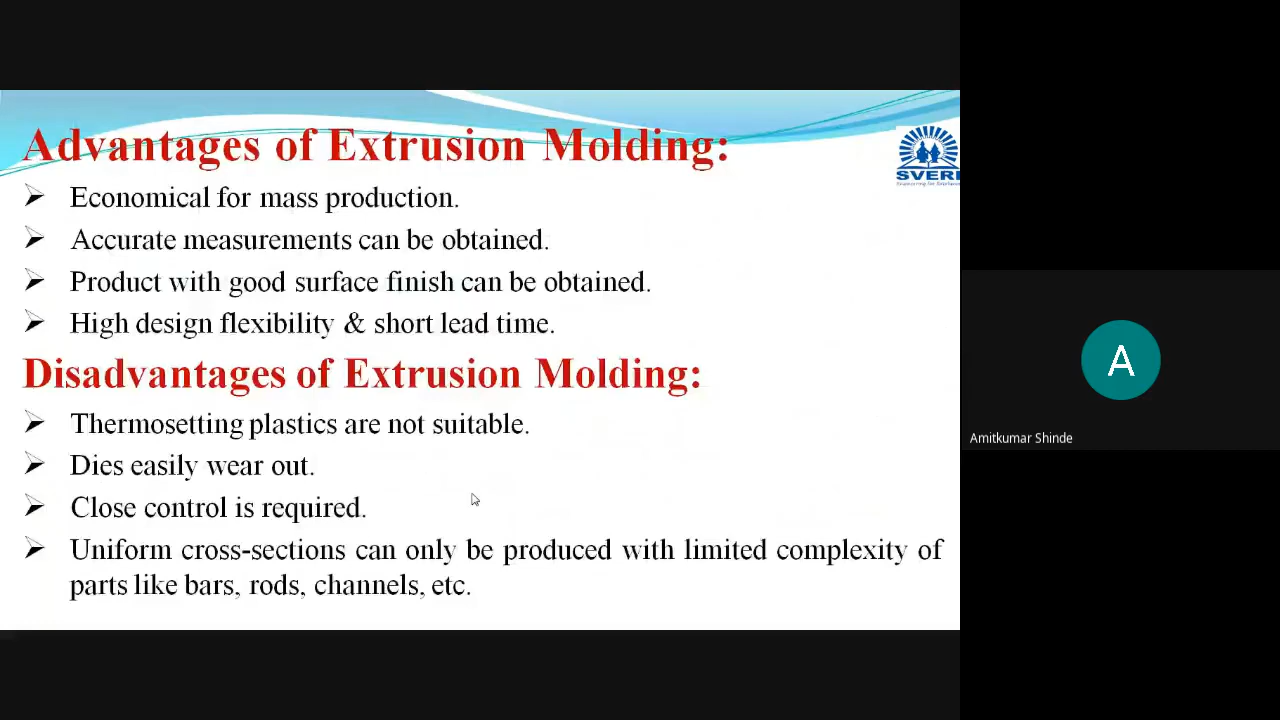 Advantages of Extrusion Molding:
SVERI
➢ Economical for mass production.
➢ Accurate measurements can be obtained.
➢ Product with good surface finish can be obtained.
➢ High design flexibility & short lead time.
Disadvantages of Extrusion Molding:
➢ Thermosetting plastics are not suitable.
➢ Dies easily wear out.
➢ Close control is required.
➢ Uniform cross-sections can only be produced with limited complexity of
parts like bars, rods, channels, etc.
A
Amitkumar Shinde